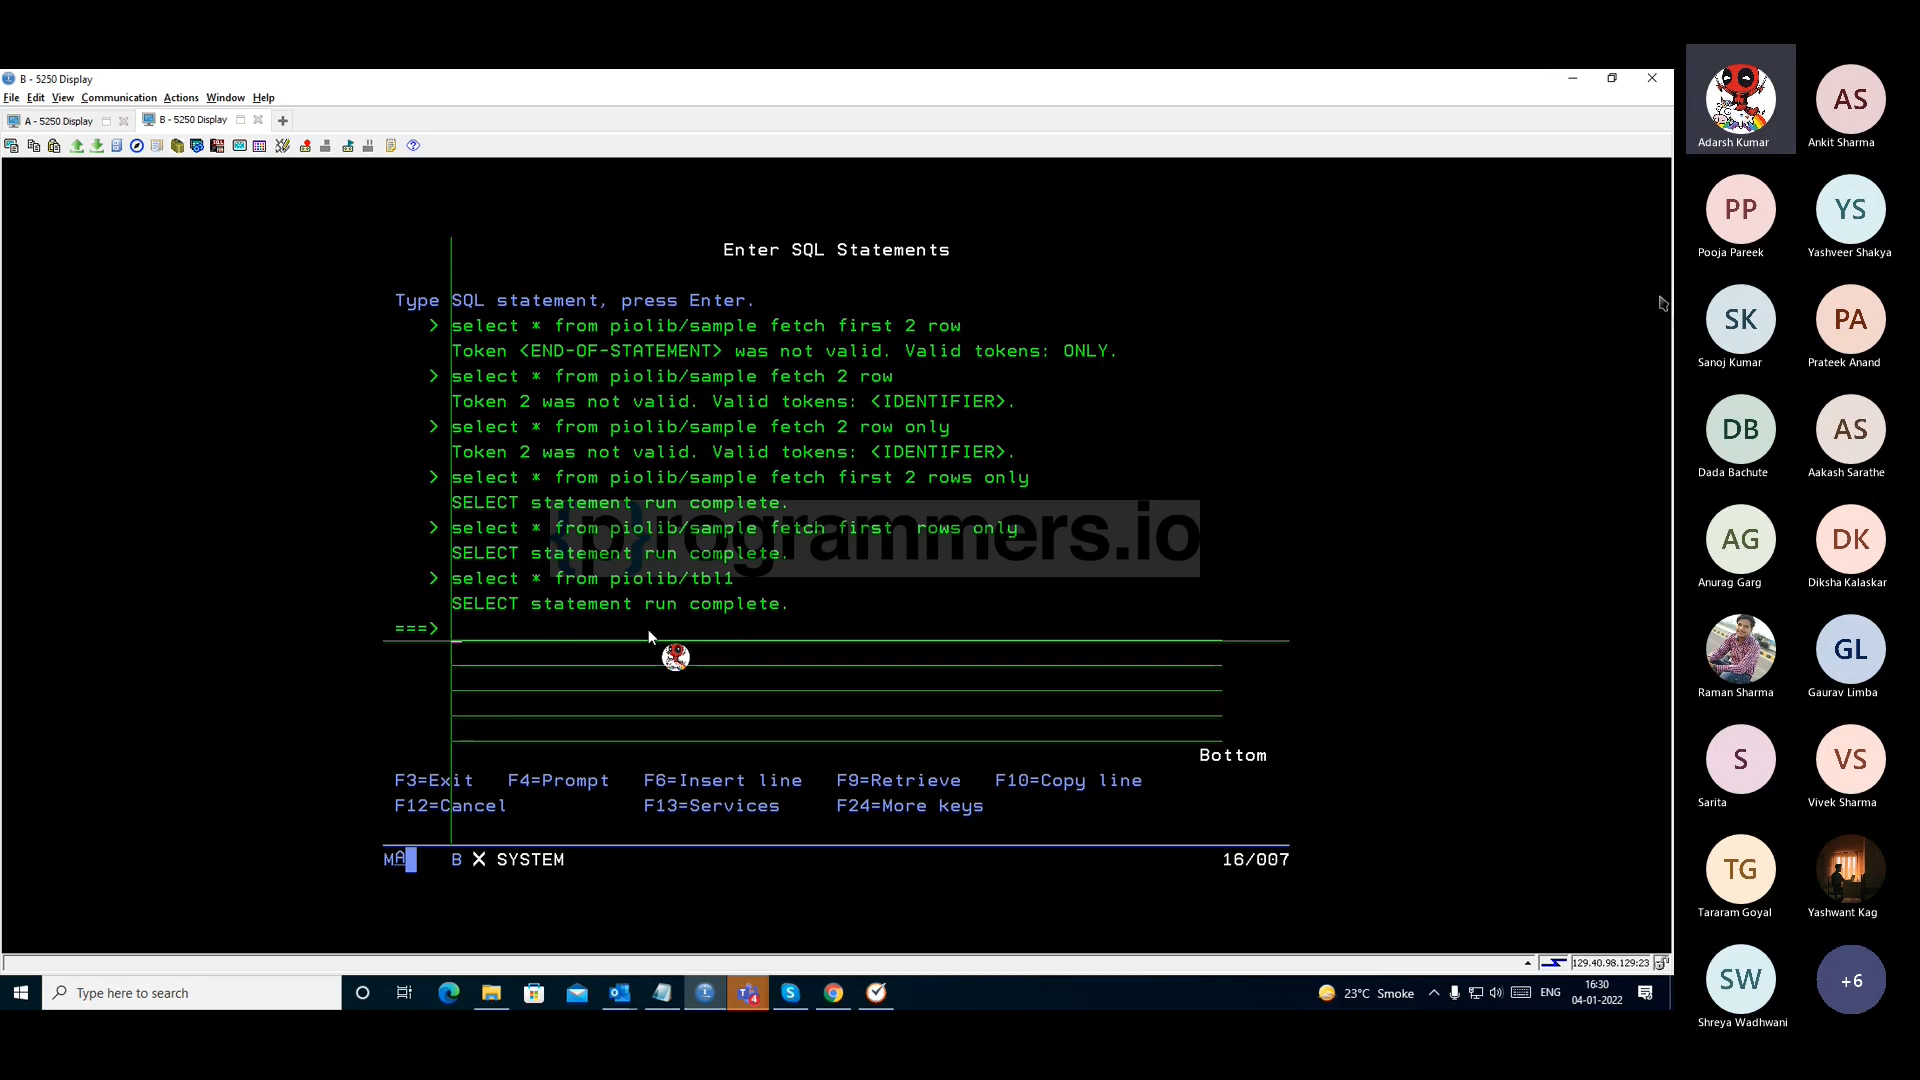 B - 5250 Display
File Edit View Communication Actions Window Help
A - 5250 Display
B - 5250 Display
Enter SQL Statements
Type SQL statement, press Enter.
> select * from piolib/sample fetch first 2 row
Token <END-OF-STATEMENT> was not valid. Valid tokens: ONLY.
> select * from piolib/sample fetch 2 row
Token 2 was not valid. Valid tokens: <IDENTIFIER>.
> select * from piolib/sample fetch 2 row only
Token 2 was not valid. Valid tokens: <IDENTIFIER>.
> select * from piolib/sample fetch first 2 rows only
SELECT statement run complete.
> select * from piolib/sample fetch first  rows only
SELECT statement run complete.
> select * from piolib/tbl1
SELECT statement run complete.
===>
{p}rogrammers.io
Bottom
F3=Exit F4=Prompt F6=Insert line F9=Retrieve F10=Copy line
F12=Cancel F13=Services F24=More keys
MA B X SYSTEM 16/007
129.40.98.129:23
Type here to search
4
23°C Smoke
ENG
16:30
04-01-2022
Adarsh Kumar
AS
Ankit Sharma
PP
Pooja Pareek
YS
Yashveer Shakya
SK
Sanoj Kumar
PA
Prateek Anand
DB
Dada Bachute
AS
Aakash Sarathe
AG
Anurag Garg
DK
Diksha Kalaskar
Raman Sharma
GL
Gaurav Limba
S
Sarita
VS
Vivek Sharma
TG
Tararam Goyal
Yashwant Kag
SW
Shreya Wadhwani
+6